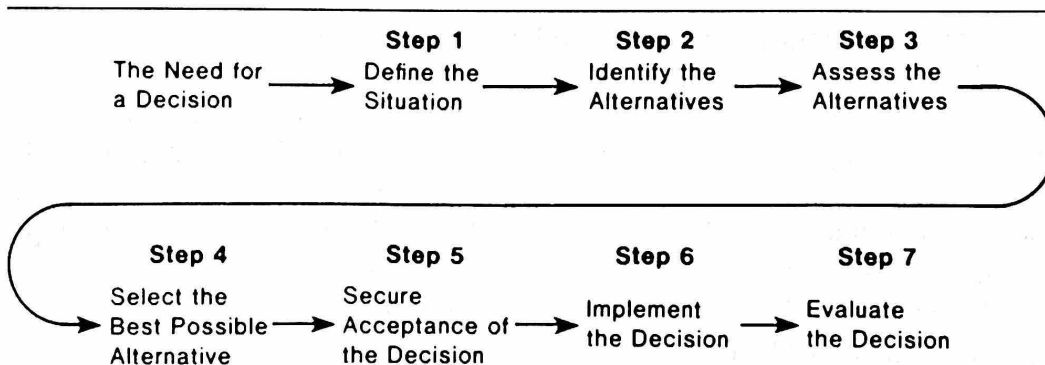 Step 1
Step 2
Step 3
The Need for
a Decision
Define the
Situation
Identify the
Alternatives
Assess the
Alternatives
Step 4
Step 5
Step 6
Step 7
Select the
Best Possible
Alternative
Secure
Acceptance of
the Decision
Implement
the Decision
Evaluate
the Decision